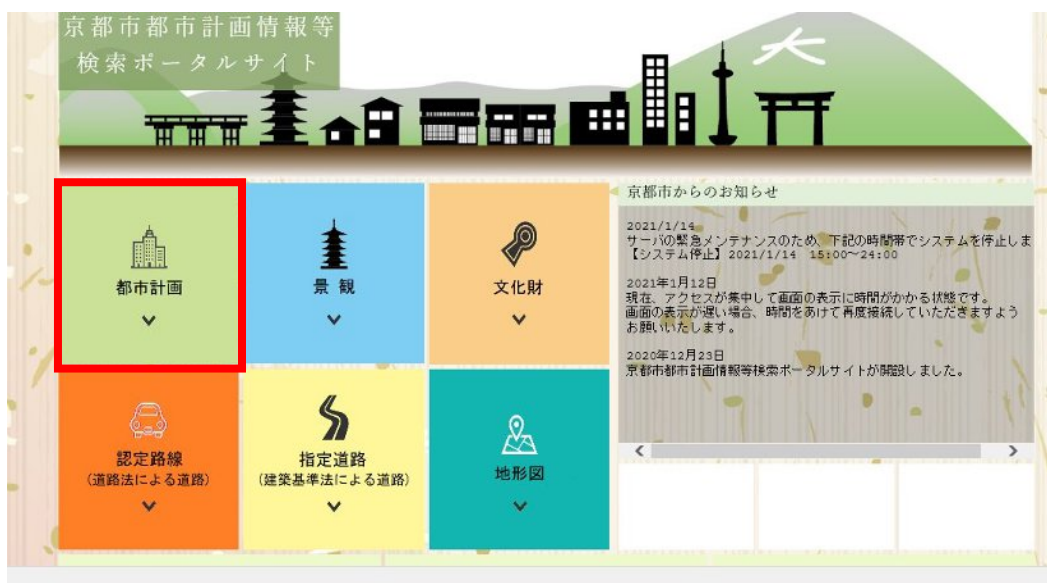 京都市都市計画情報等
検索ポータルサイト
大
都市計画
景観
文化財
認定路線
(道路法による道路)
指定道路
(建築基準法による道路)
地形図
京都市からのお知らせ
2021/1/14
サーバの緊急メンテナンスのため、下記の時間帯でシステムを停止しま
【システム停止】2021/1/14 15:00～24:00
2021年1月12日
現在、アクセスが集中して画面の表示に時間がかかる状態です。
画面の表示が遅い場合、時間をあけて再度接続していただきますよう
お願いいたします。
2020年12月23日
京都市都市計画情報等検索ポータルサイトが開設しました。